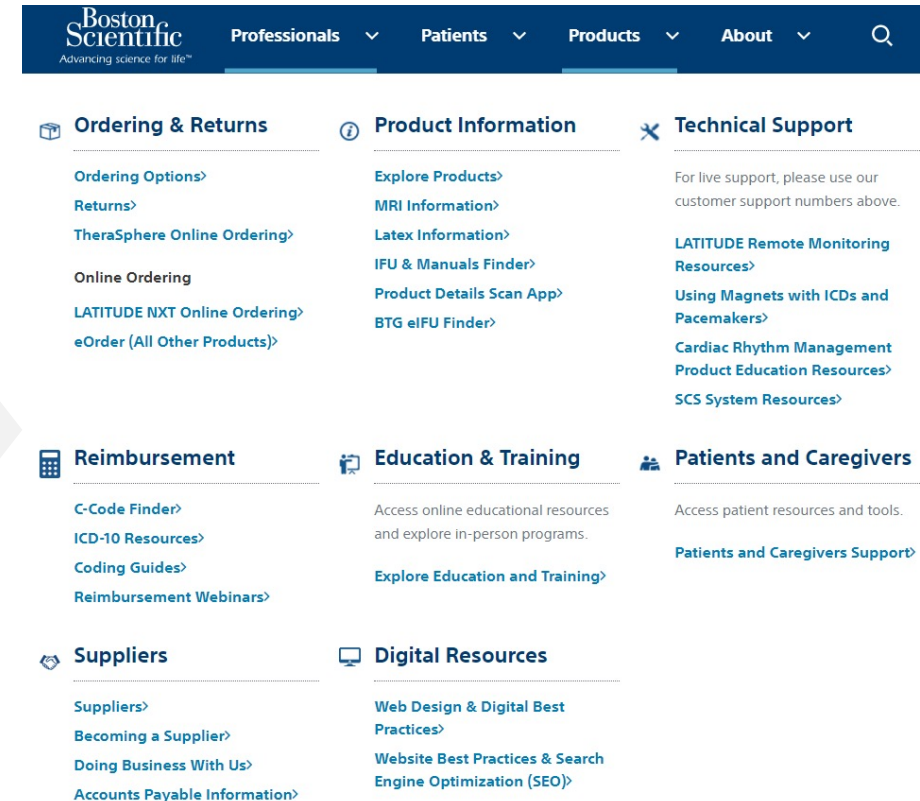 Boston
Scientific
Advancing science for life™
Professionals
Patients
Products
About
Ordering & Returns
Ordering Options>
Returns>
TheraSphere Online Ordering>
Online Ordering
LATITUDE NXT Online Ordering>
eOrder (All Other Products)>
Product Information
Explore Products>
MRI Information>
Latex Information>
IFU & Manuals Finder>
Product Details Scan App>
BTG eIFU Finder>
Technical Support
For live support, please use our
customer support numbers above.
LATITUDE Remote Monitoring
Resources>
Using Magnets with ICDs and
Pacemakers>
Cardiac Rhythm Management
Product Education Resources>
SCS System Resources>
Reimbursement
C-Code Finder>
ICD-10 Resources>
Coding Guides>
Reimbursement Webinars>
Education & Training
Access online educational resources
and explore in-person programs.
Explore Education and Training>
Patients and Caregivers
Access patient resources and tools.
Patients and Caregivers Support>
Suppliers
Suppliers>
Becoming a Supplier>
Doing Business With Us>
Accounts Payable Information>
Digital Resources
Web Design & Digital Best
Practices>
Website Best Practices & Search
Engine Optimization (SEO)>